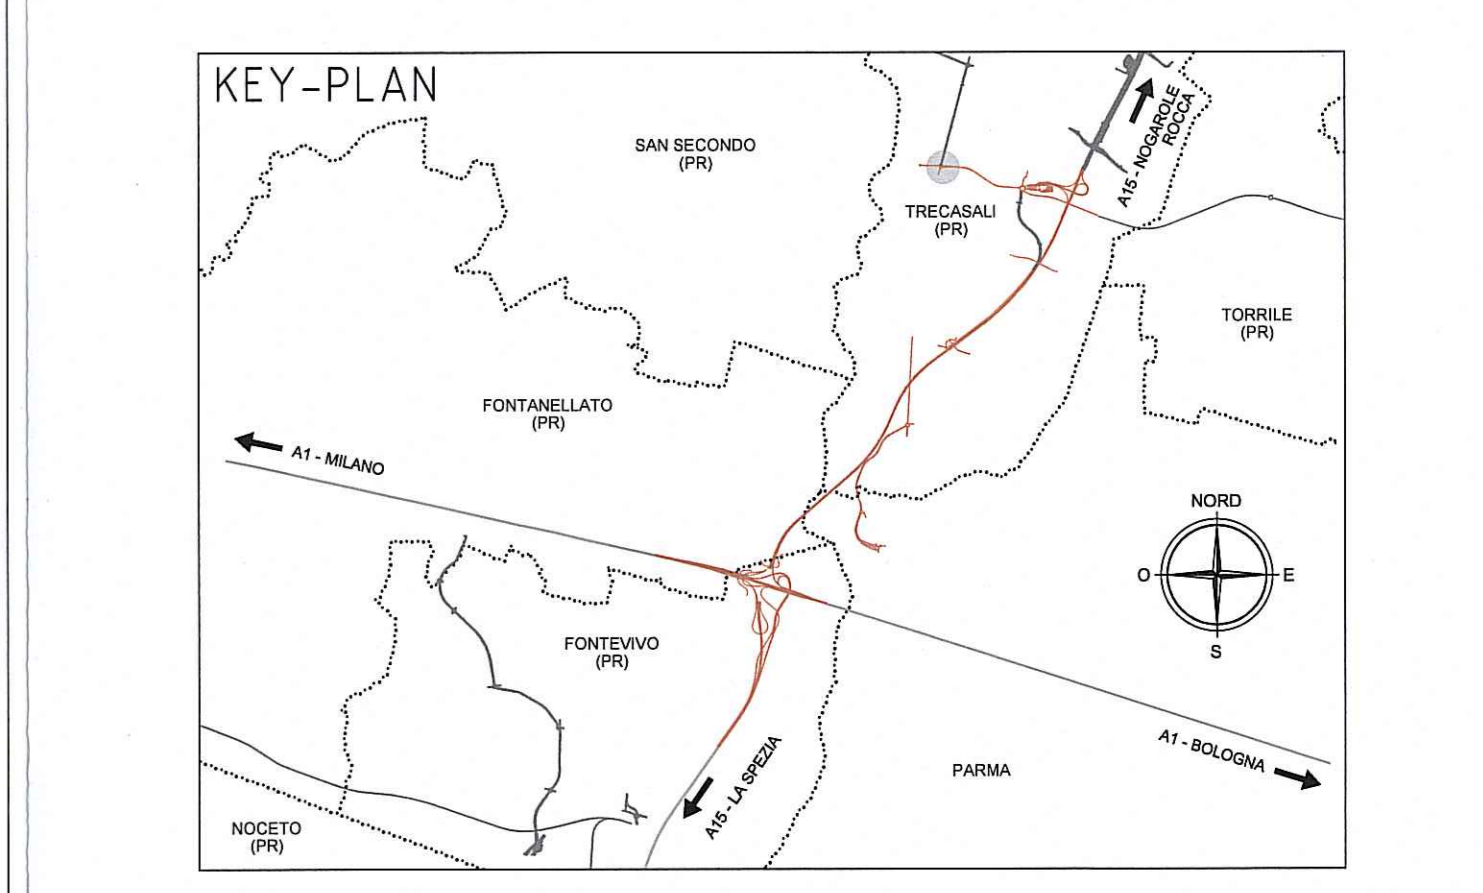 KEY-PLAN
SAN SECONDO
(PR)
A15 - NOGAROLE
ROCCA
TRECASALI
(PR)
TORRILE
(PR)
FONTANELLATO
(PR)
A1 - MILANO
NORD
O
E
S
FONTEVIVO
(PR)
A15 - LA SPEZIA
A1 - BOLOGNA
PARMA
NOCETO
(PR)